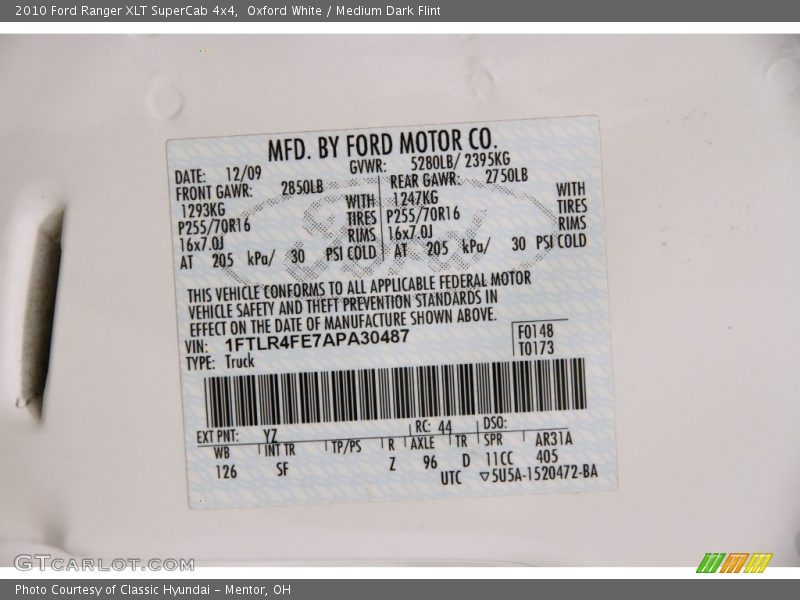 2010 Ford Ranger XLT SuperCab 4x4, Oxford White / Medium Dark Flint
MFD. BY FORD MOTOR CO.
DATE: 12/09 GVWR: 5280LB/ 2395KG
FRONT GAWR: 2850LB REAR GAWR: 2750LB
1293KG WITH 1247KG WITH
P255/70R16 TIRES P255/70R16 TIRES
16x7.0J RIMS 16x7.0J RIMS
AT 205 kPa/ 30 PSI COLD AT 205 kPa/ 30 PSI COLD
THIS VEHICLE CONFORMS TO ALL APPLICABLE FEDERAL MOTOR
VEHICLE SAFETY AND THEFT PREVENTION STANDARDS IN
EFFECT ON THE DATE OF MANUFACTURE SHOWN ABOVE.
VIN: 1FTLR4FE7APA30487 F0148
TYPE: Truck T0173
EXT PNT: YZ RC: 44 DSO:
WB INT TR TP/PS R AXLE TR SPR AR31A
126 SF Z 96 D 11CC 405
UTC ▽5U5A-1520472-BA
GTCARLOT.COM
Photo Courtesy of Classic Hyundai - Mentor, OH